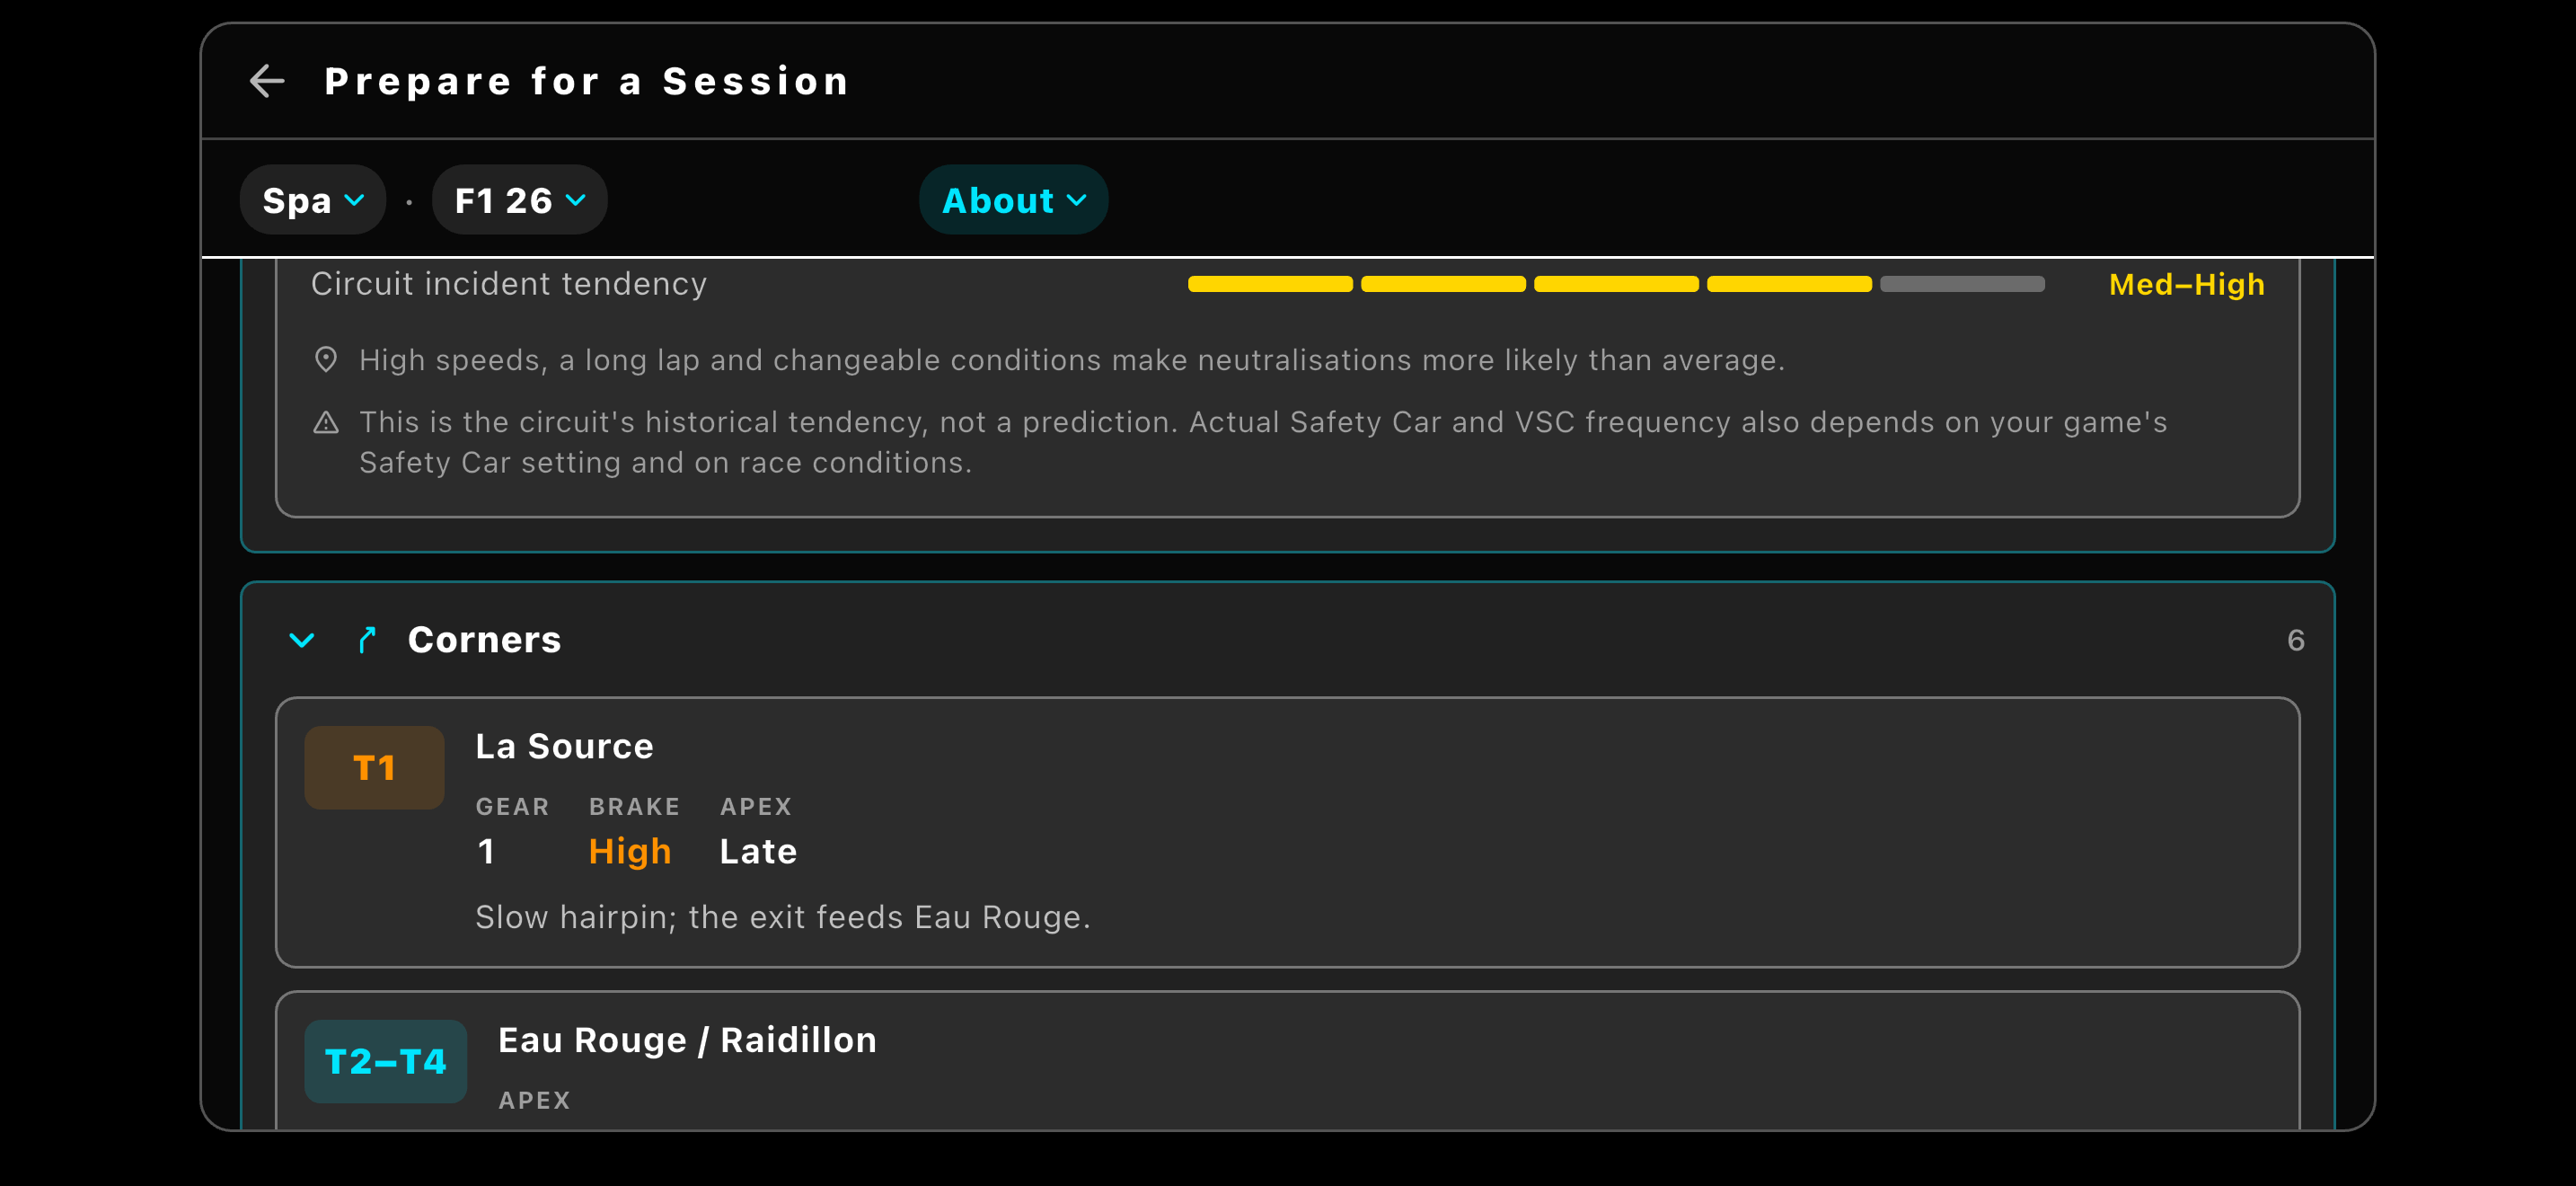 Prepare for a Session
Spa · F1 26 About
Circuit incident tendency Med–High
High speeds, a long lap and changeable conditions make neutralisations more likely than average.
This is the circuit's historical tendency, not a prediction. Actual Safety Car and VSC frequency also depends on your game's
Safety Car setting and on race conditions.
Corners 6
T1 La Source
GEAR BRAKE APEX
1 High Late
Slow hairpin; the exit feeds Eau Rouge.
T2–T4 Eau Rouge / Raidillon
APEX